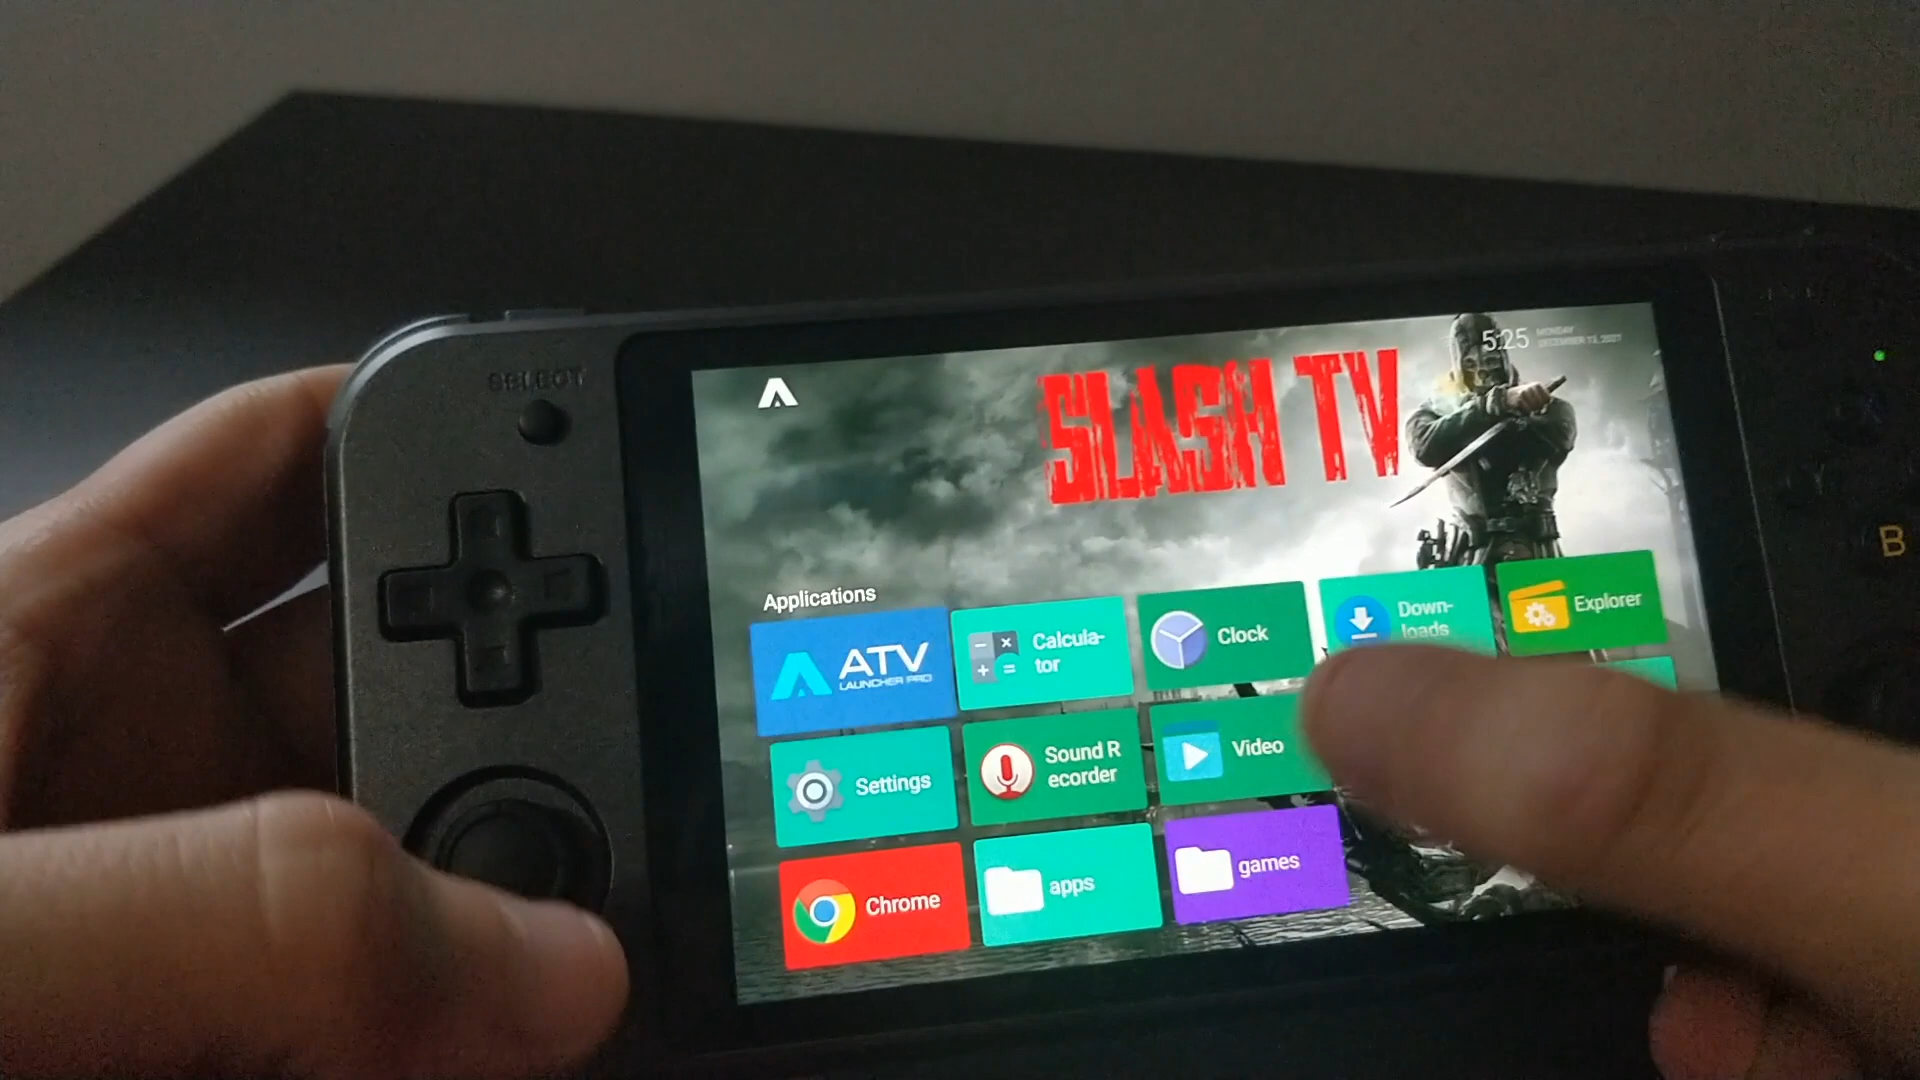 SELECT
SLASH TV
5:25
MONDAY
B
Applications
ATV
LAUNCHER PRO
Calcula-
tor
Clock
Down-
loads
Explorer
Settings
Sound R
ecorder
Video
Chrome
apps
games